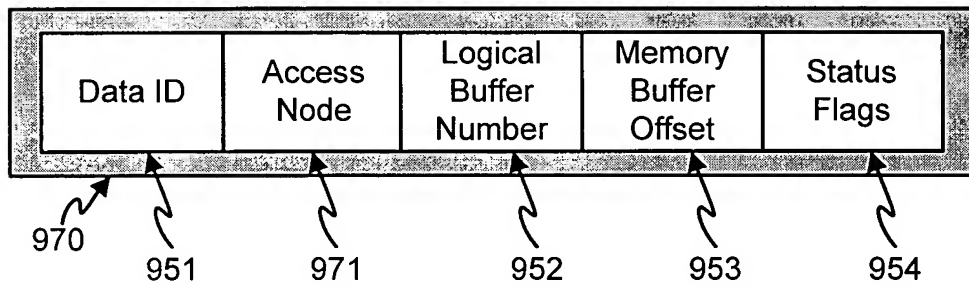 Data ID
Access
Node
Logical
Buffer
Number
Memory
Buffer
Offset
Status
Flags
970
951
971
952
953
954